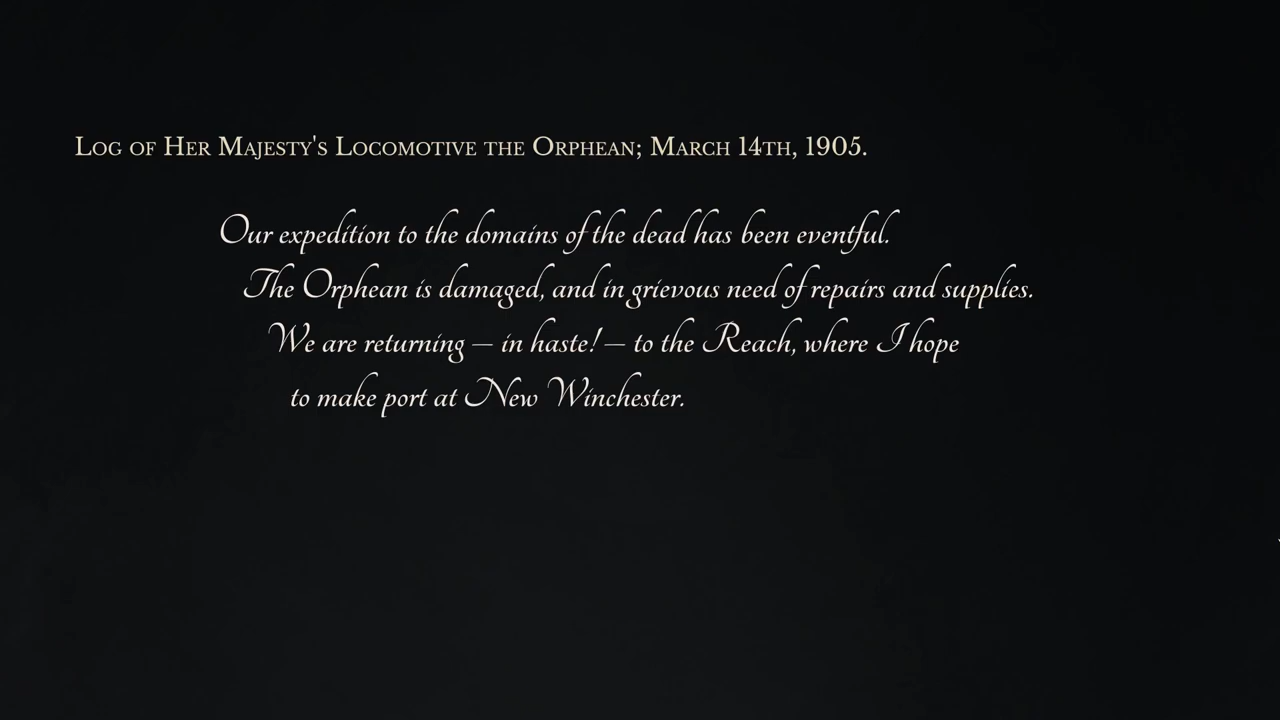 Log of Her Majesty's Locomotive the Orphean; March 14th, 1905.
Our expedition to the domains of the dead has been eventful.
The Orphean is damaged, and in grievous need of repairs and supplies.
We are returning – in haste! – to the Reach, where I hope
to make port at New Winchester.